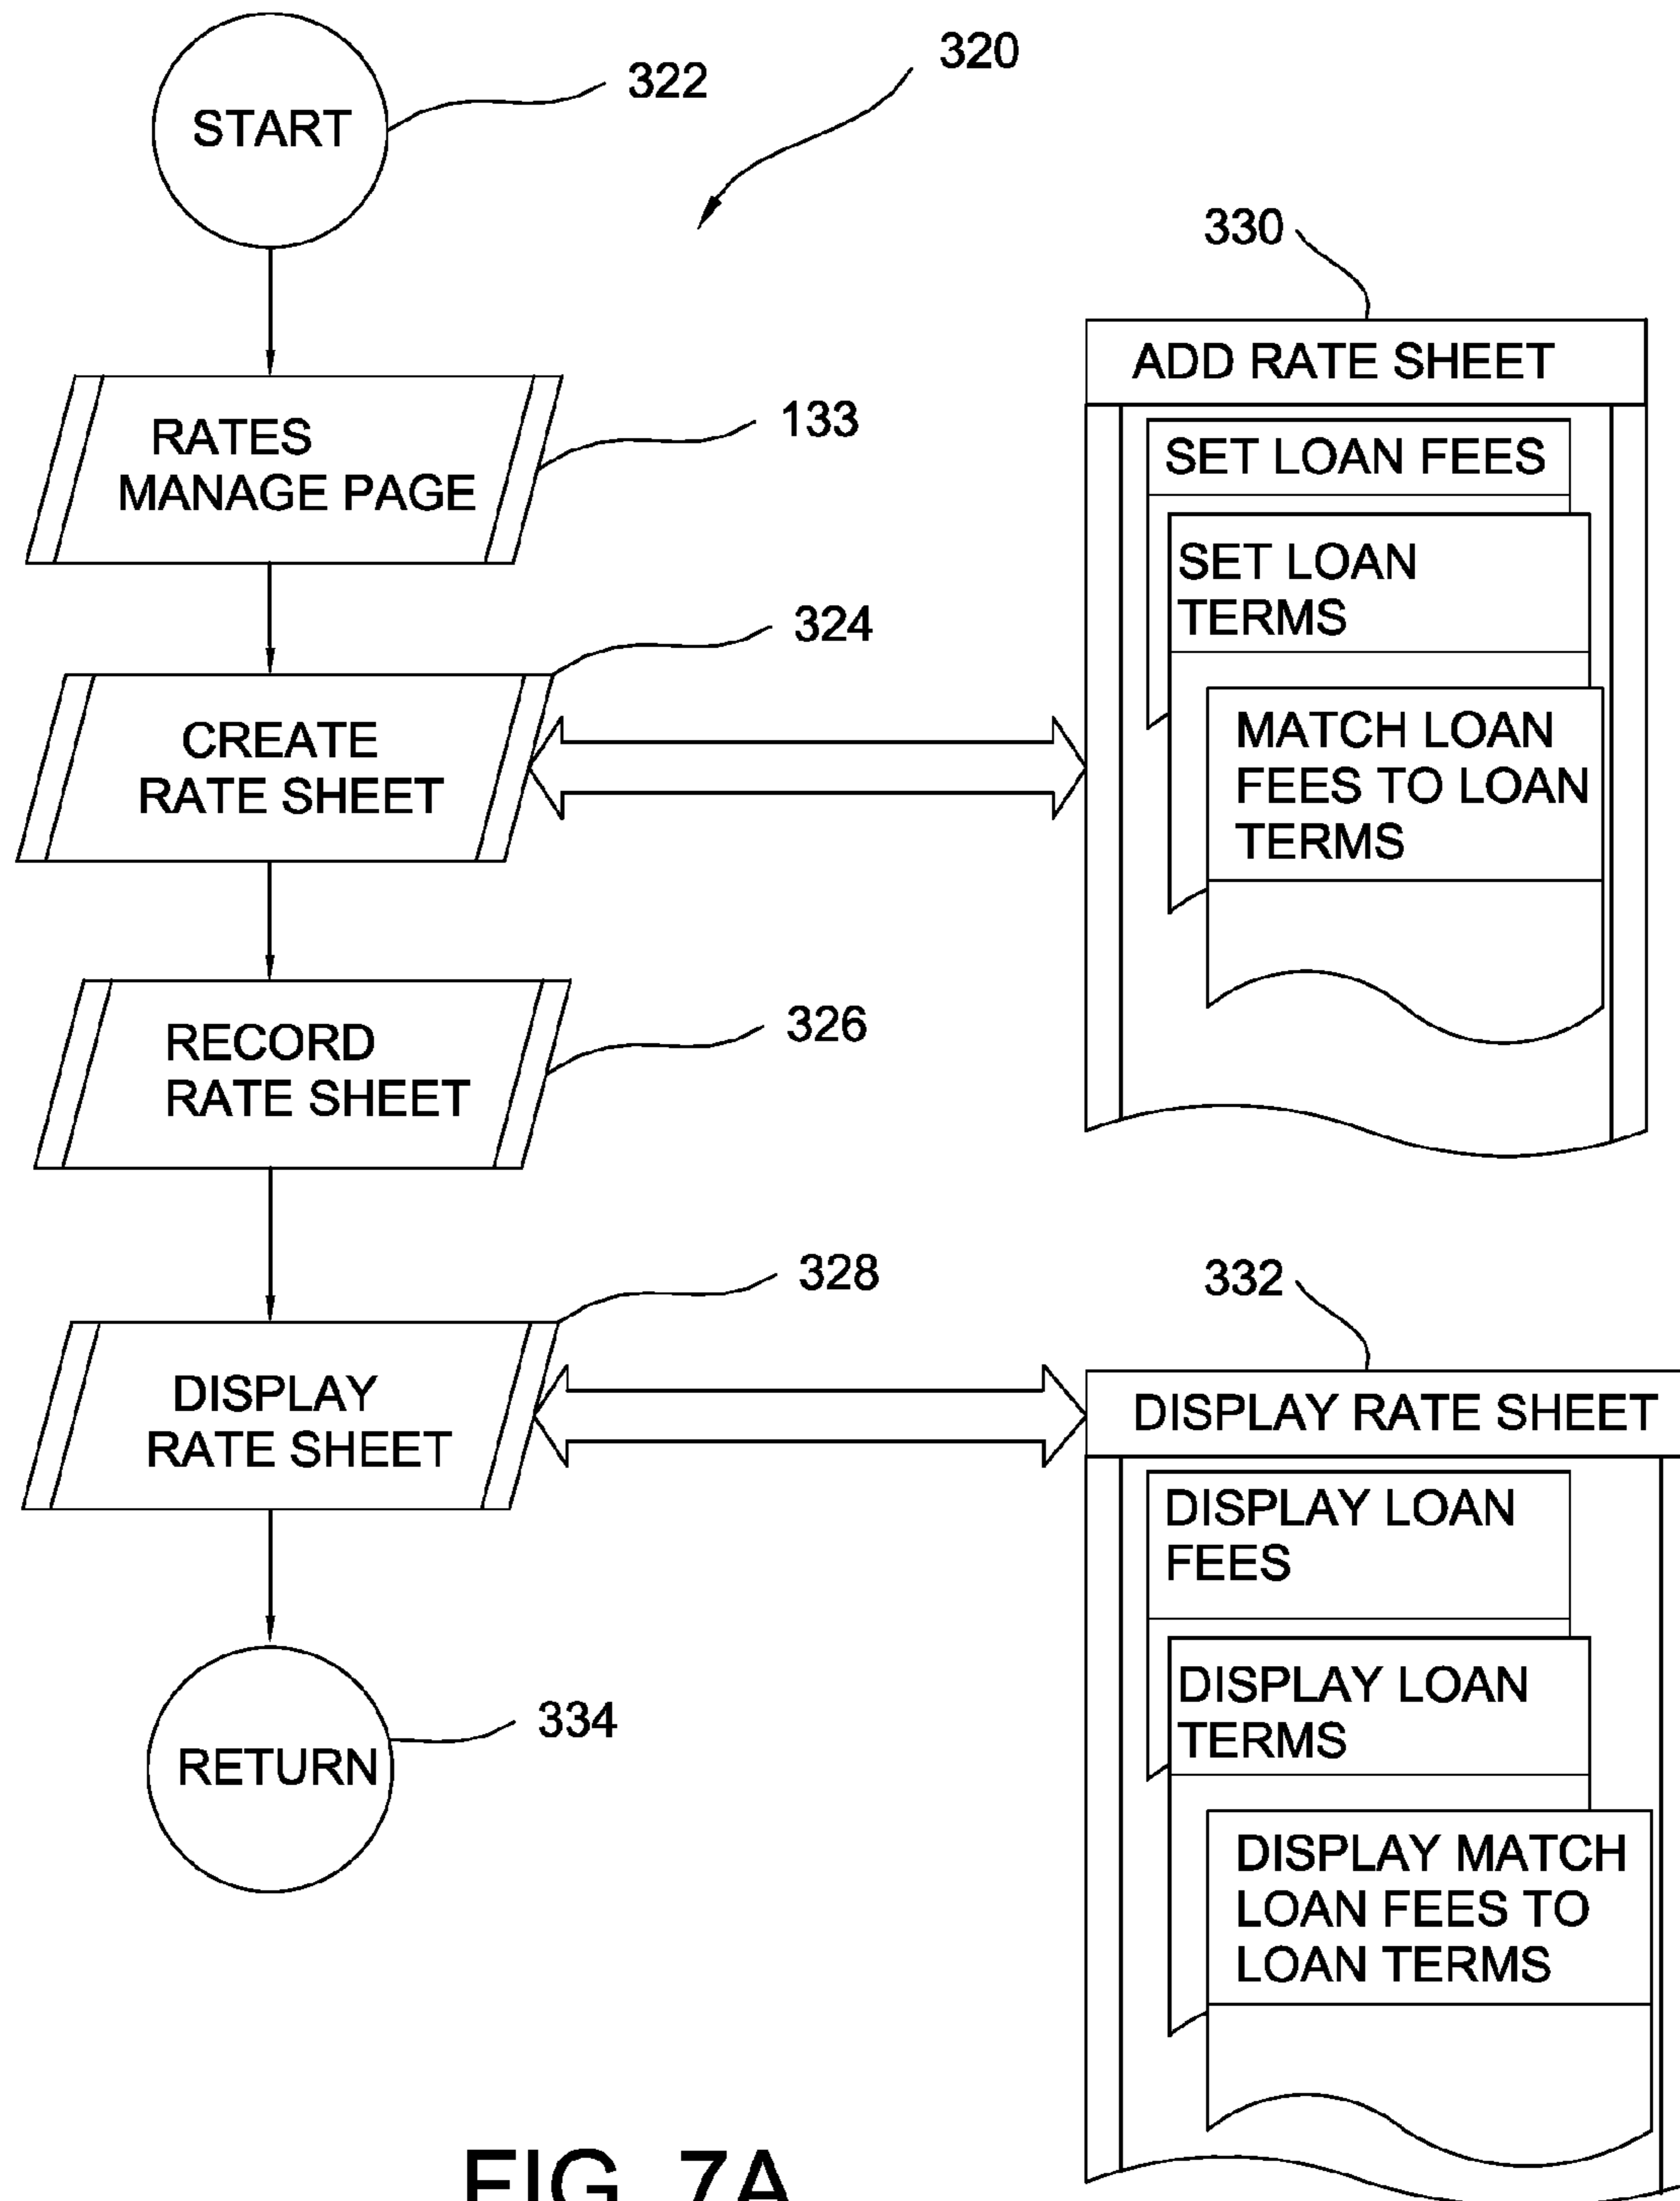 START
322
320
RATES
MANAGE PAGE
133
CREATE
RATE SHEET
324
RECORD
RATE SHEET
326
DISPLAY
RATE SHEET
328
RETURN
334
330
ADD RATE SHEET
SET LOAN FEES
SET LOAN
TERMS
MATCH LOAN
FEES TO LOAN
TERMS
332
DISPLAY RATE SHEET
DISPLAY LOAN
FEES
DISPLAY LOAN
TERMS
DISPLAY MATCH
LOAN FEES TO
LOAN TERMS
FIG. 7A